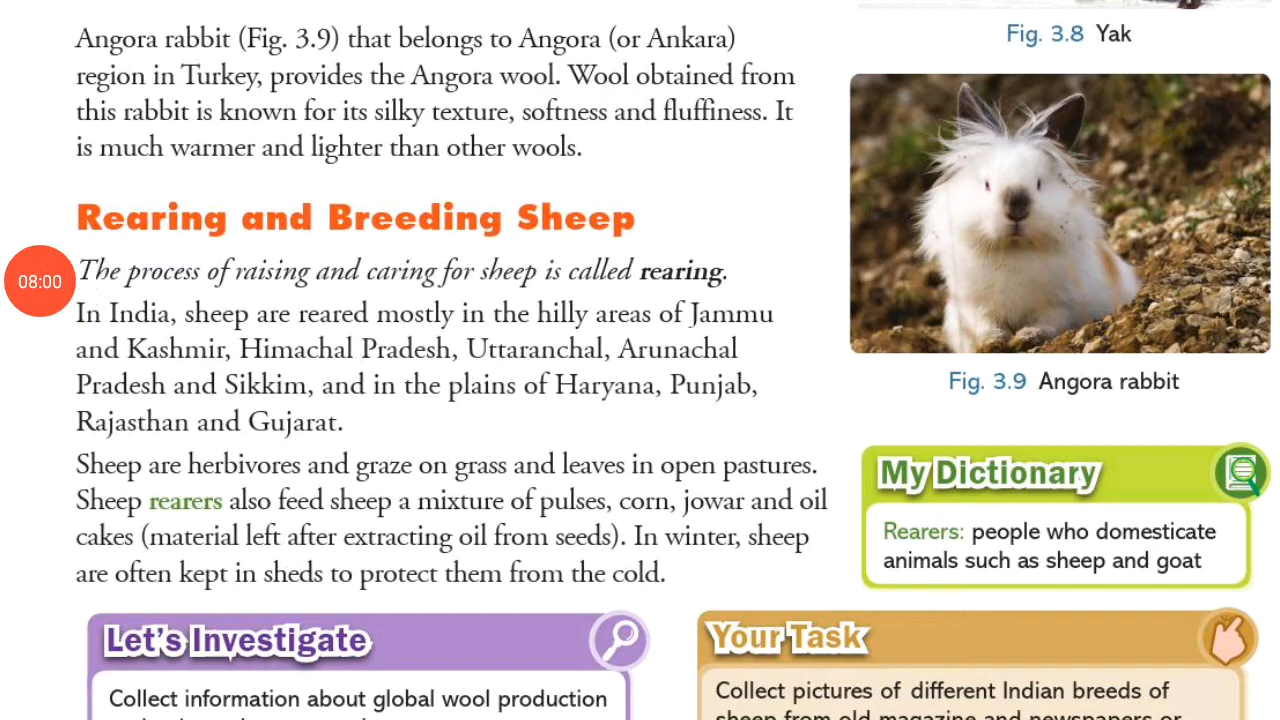 Angora rabbit (Fig. 3.9) that belongs to Angora (or Ankara)
region in Turkey, provides the Angora wool. Wool obtained from
this rabbit is known for its silky texture, softness and fluffiness. It
is much warmer and lighter than other wools.
Fig. 3.8 Yak
Fig. 3.9 Angora rabbit
Rearing and Breeding Sheep
08:00
The process of raising and caring for sheep is called rearing.
In India, sheep are reared mostly in the hilly areas of Jammu
and Kashmir, Himachal Pradesh, Uttaranchal, Arunachal
Pradesh and Sikkim, and in the plains of Haryana, Punjab,
Rajasthan and Gujarat.
Sheep are herbivores and graze on grass and leaves in open pastures.
Sheep rearers also feed sheep a mixture of pulses, corn, jowar and oil
cakes (material left after extracting oil from seeds). In winter, sheep
are often kept in sheds to protect them from the cold.
My Dictionary
Rearers: people who domesticate
animals such as sheep and goat
Let's Investigate
Collect information about global wool production
Your Task
Collect pictures of different Indian breeds of
sheep from old magazine and newspapers or